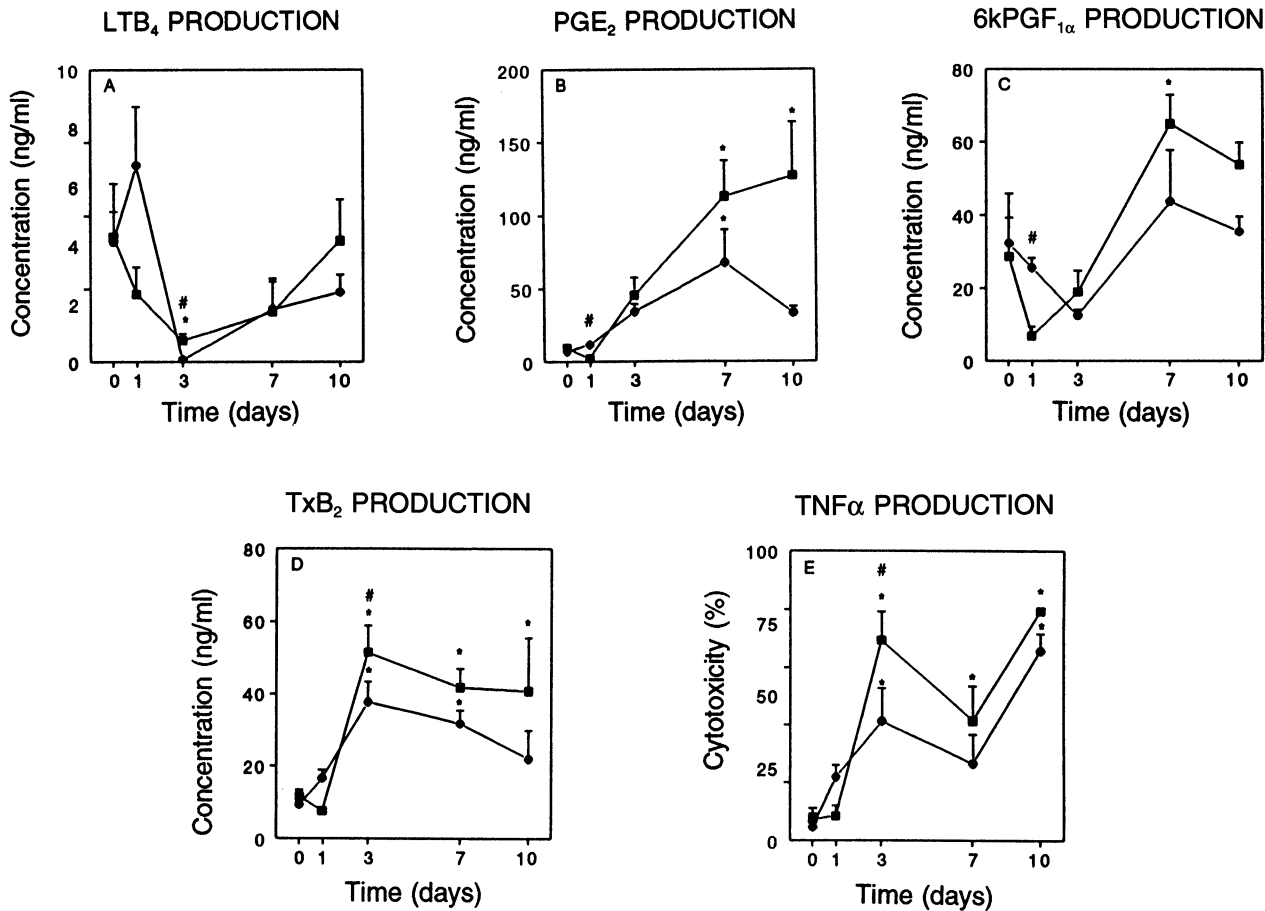 LTB₄ PRODUCTION
A
Concentration (ng/ml)
10
8
6
4
2
0
#
*
0 1 3 7 10
Time (days)
PGE₂ PRODUCTION
B
Concentration (ng/ml)
200
150
100
50
0
*
*
*
#
0 1 3 7 10
Time (days)
6kPGF₁α PRODUCTION
C
Concentration (ng/ml)
80
60
40
20
0
*
#
0 1 3 7 10
Time (days)
TxB₂ PRODUCTION
D
Concentration (ng/ml)
80
60
40
20
0
#
*
*
*
*
*
0 1 3 7 10
Time (days)
TNFα PRODUCTION
E
Cytotoxicity (%)
100
75
50
25
0
#
*
*
*
*
*
0 1 3 7 10
Time (days)